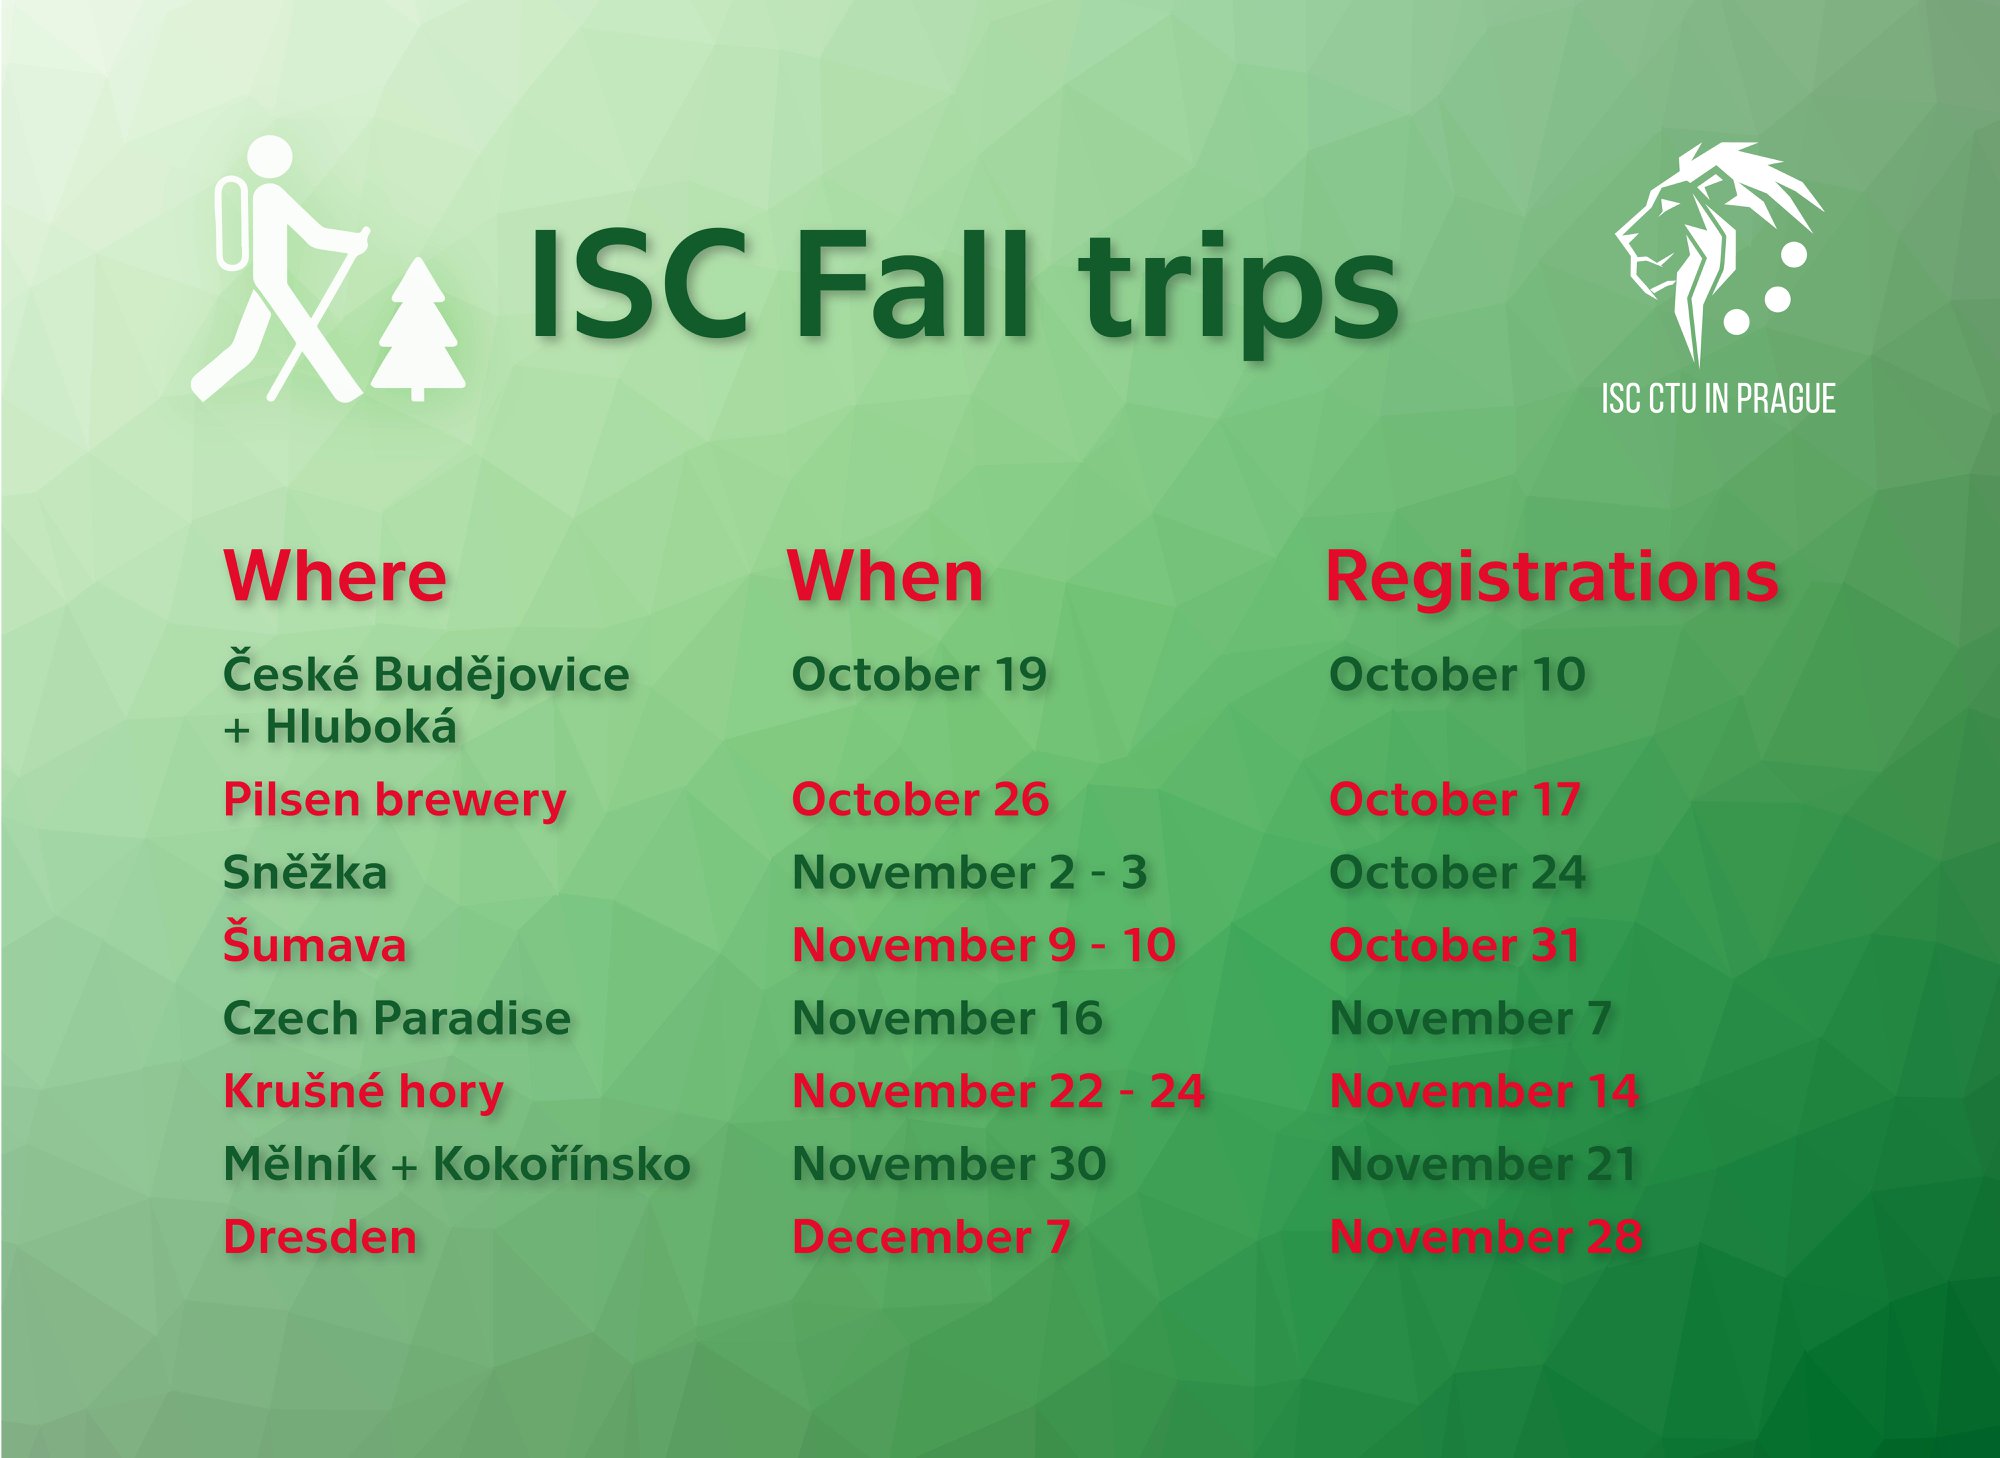 ISC Fall trips
ISC CTU IN PRAGUE
Where When Registrations
České Budějovice October 19 October 10
+ Hluboká
Pilsen brewery October 26 October 17
Sněžka November 2 - 3 October 24
Šumava November 9 - 10 October 31
Czech Paradise November 16 November 7
Krušné hory November 22 - 24 November 14
Mělník + Kokořínsko November 30 November 21
Dresden December 7 November 28